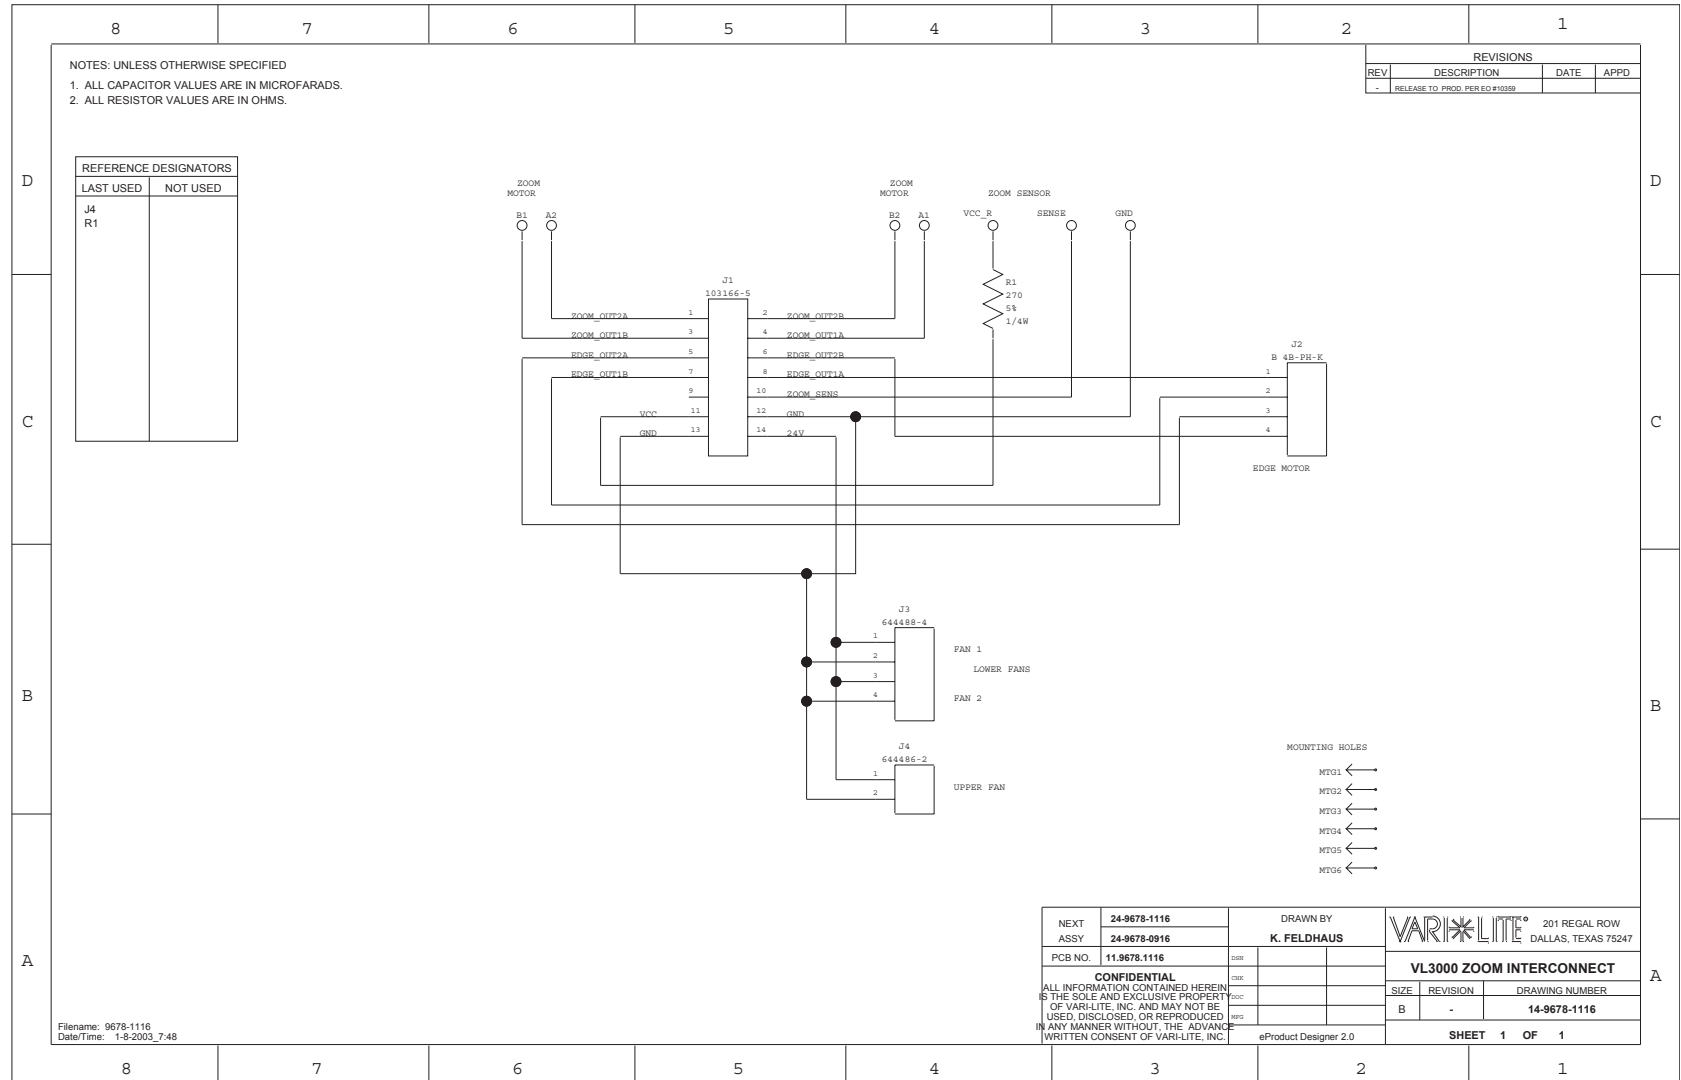 8 7 6 5 4 3 2 1
NOTES: UNLESS OTHERWISE SPECIFIED
1. ALL CAPACITOR VALUES ARE IN MICROFARADS.
2. ALL RESISTOR VALUES ARE IN OHMS.
REVISIONS
REV DESCRIPTION DATE APPD
- RELEASE TO PROD. PER EO #10359
REFERENCE DESIGNATORS
LAST USED NOT USED
J4
R1
D D
ZOOM MOTOR
B1 A2
ZOOM MOTOR
B2 A1
ZOOM SENSOR
VCC_R SENSE GND
R1
270
5%
1/4W
J1
103166-5
ZOOM_OUT2A 1 2 ZOOM_OUT2B
ZOOM_OUT1B 3 4 ZOOM_OUT1A
EDGE_OUT2A 5 6 EDGE_OUT2B
EDGE_OUT1B 7 8 EDGE_OUT1A
9 10 ZOOM_SENS
VCC 11 12 GND
GND 13 14 24V
J2
B 4B-PH-K
1
2
3
4
EDGE MOTOR
C C
J3
644488-4
1
2
3
4
FAN 1
LOWER FANS
FAN 2
B B
J4
644486-2
1
2
UPPER FAN
MOUNTING HOLES
MTG1
MTG2
MTG3
MTG4
MTG5
MTG6
A A
NEXT ASSY
24-9678-1116
24-9678-0916
PCB NO. 11.9678.1116
CONFIDENTIAL
ALL INFORMATION CONTAINED HEREIN
IS THE SOLE AND EXCLUSIVE PROPERTY
OF VARI-LITE, INC. AND MAY NOT BE
USED, DISCLOSED, OR REPRODUCED
IN ANY MANNER WITHOUT, THE ADVANCE
WRITTEN CONSENT OF VARI-LITE, INC.
DRAWN BY
K. FELDHAUS
DSN
CHK
DOC
MFG
eProduct Designer 2.0
VARI LITE
201 REGAL ROW
DALLAS, TEXAS 75247
VL3000 ZOOM INTERCONNECT
SIZE REVISION DRAWING NUMBER
B - 14-9678-1116
SHEET 1 OF 1
Filename: 9678-1116
Date/Time: 1-8-2003_7:48
8 7 6 5 4 3 2 1